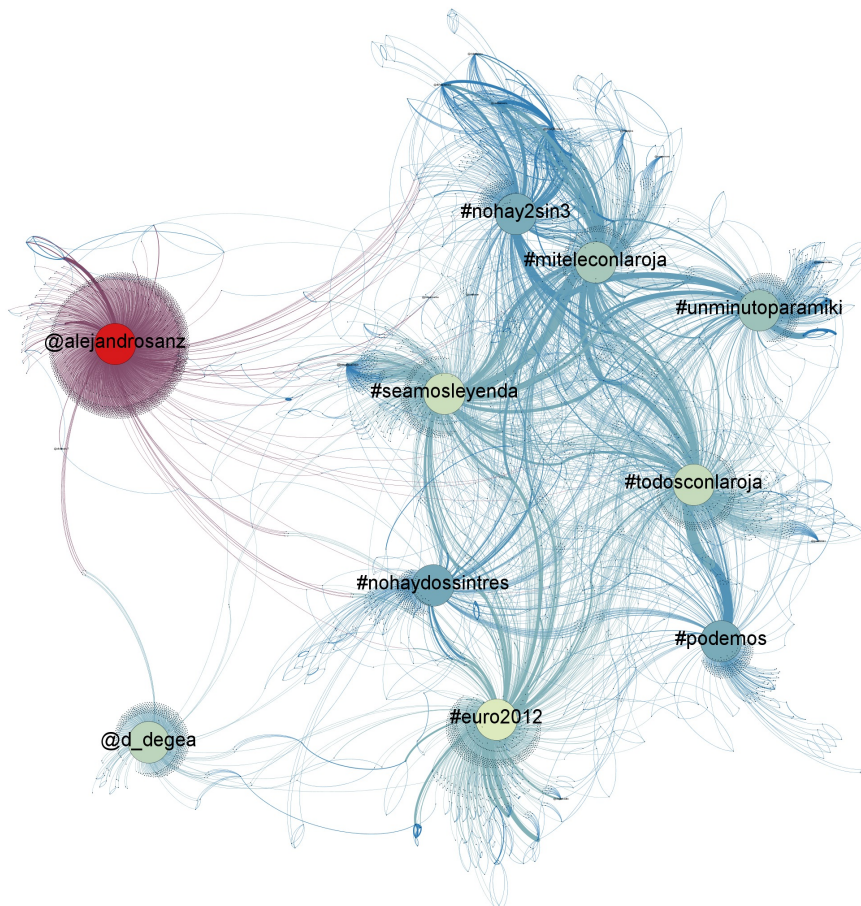 #nohay2sin3
#miteleconlaroja
#unminutoparamiki
@alejandrosanz
#seamosleyenda
#todosconlaroja
#nohaydossintres
#podemos
#euro2012
@d_degea